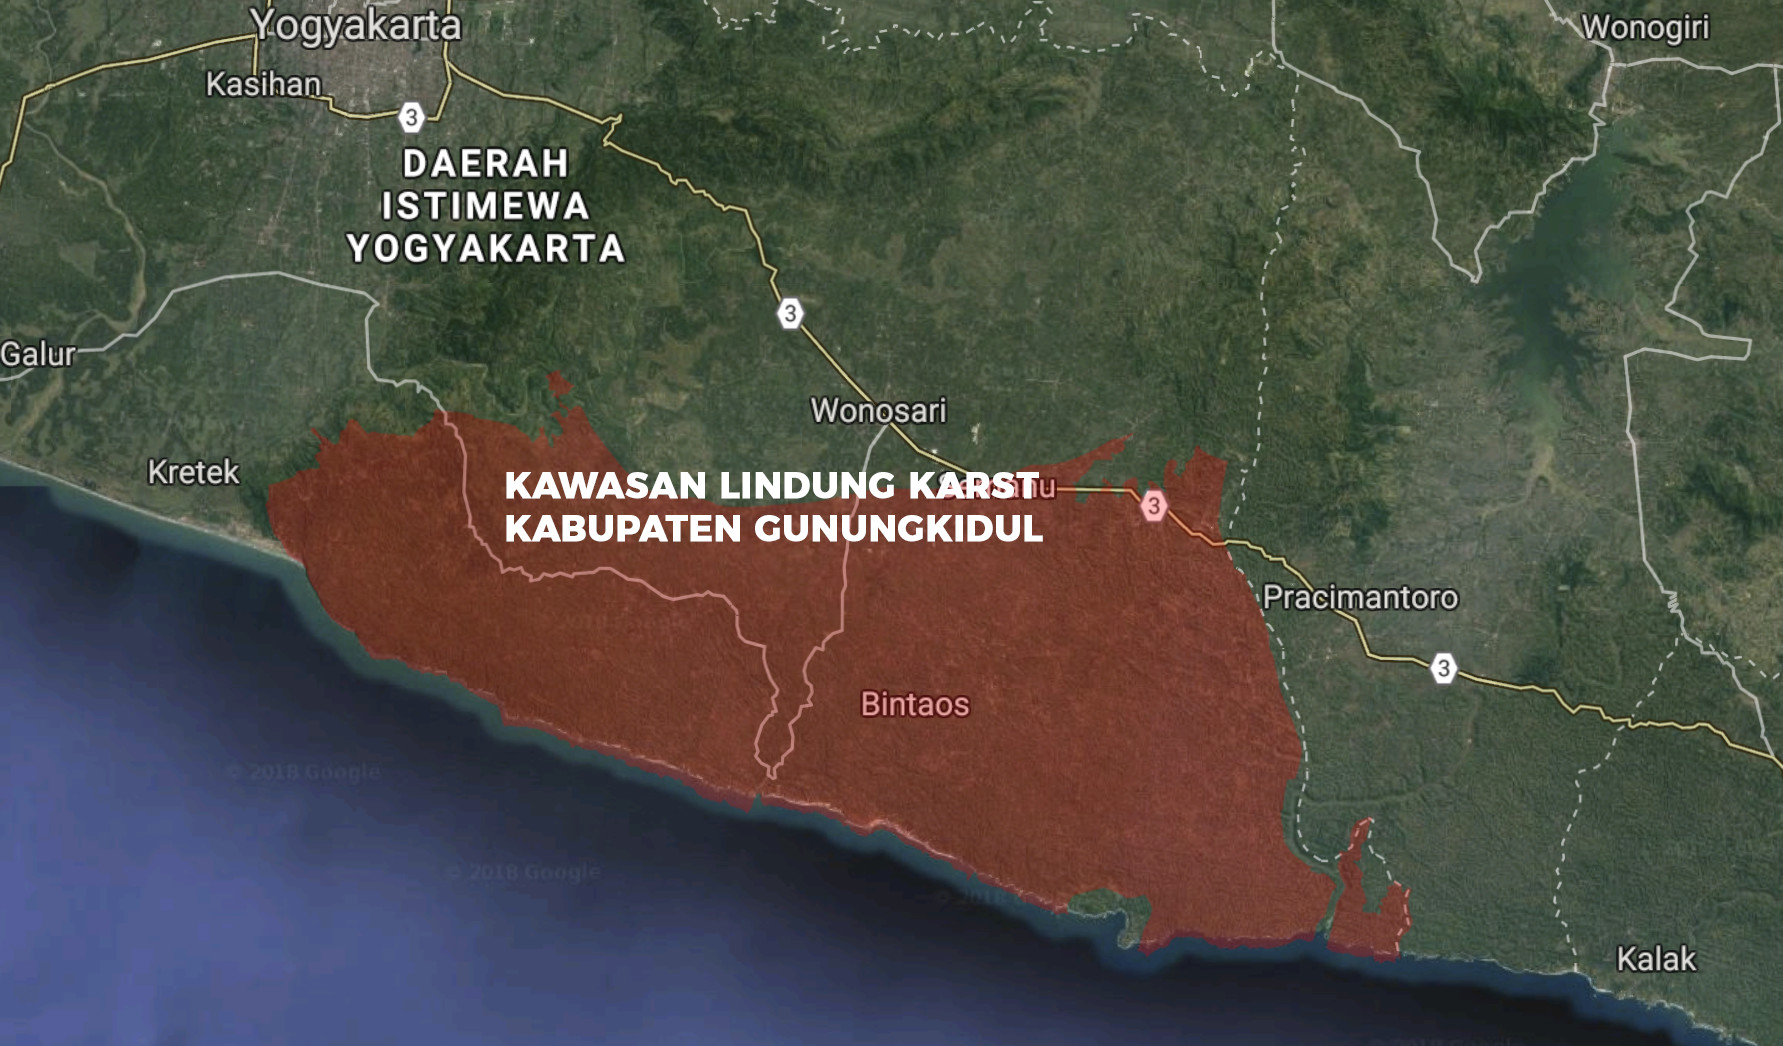 Yogyakarta
Wonogiri
Kasihan
3
DAERAH
ISTIMEWA
YOGYAKARTA
3
Galur
Wonosari
Kretek
KAWASAN LINDUNG KARST
KABUPATEN GUNUNGKIDUL
3
Pracimantoro
3
Bintaos
© 2018 Google
© 2018 Google
Kalak